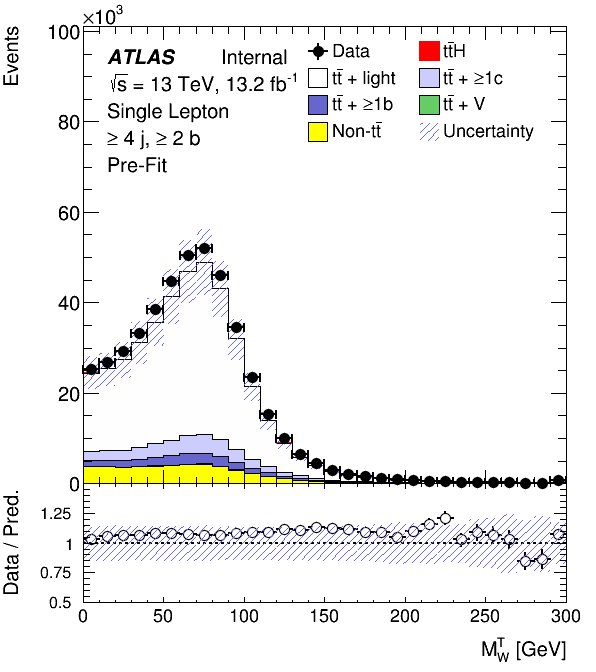 ×10³
Events
100
80
60
40
20
0
ATLAS Internal
√s = 13 TeV, 13.2 fb⁻¹
Single Lepton
≥ 4 j, ≥ 2 b
Pre-Fit
Data
tt̄H
tt̄ + light
tt̄ + ≥1c
tt̄ + ≥1b
tt̄ + V
Non-tt̄
Uncertainty
Data / Pred.
1.25
1
0.75
0.5
0 50 100 150 200 250 300
M_W^T [GeV]